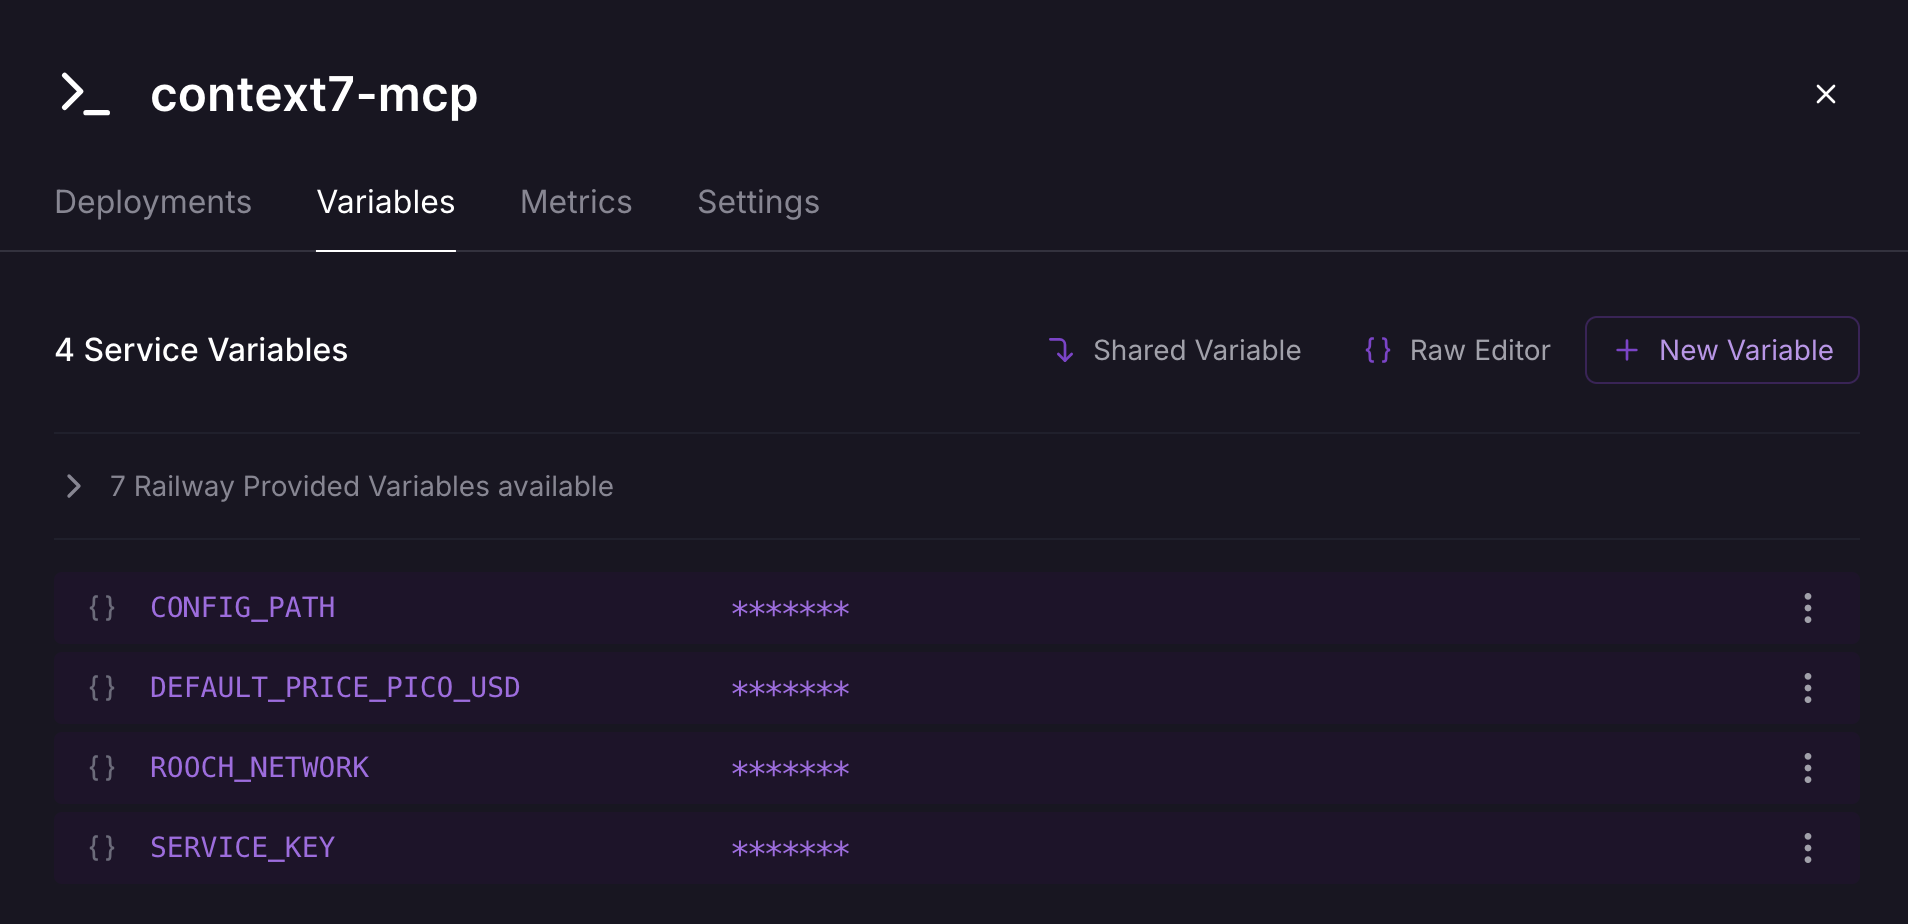 context7-mcp
Deployments Variables Metrics Settings
4 Service Variables Shared Variable {} Raw Editor + New Variable
7 Railway Provided Variables available
{} CONFIG_PATH *******
{} DEFAULT_PRICE_PICO_USD *******
{} ROOCH_NETWORK *******
{} SERVICE_KEY *******